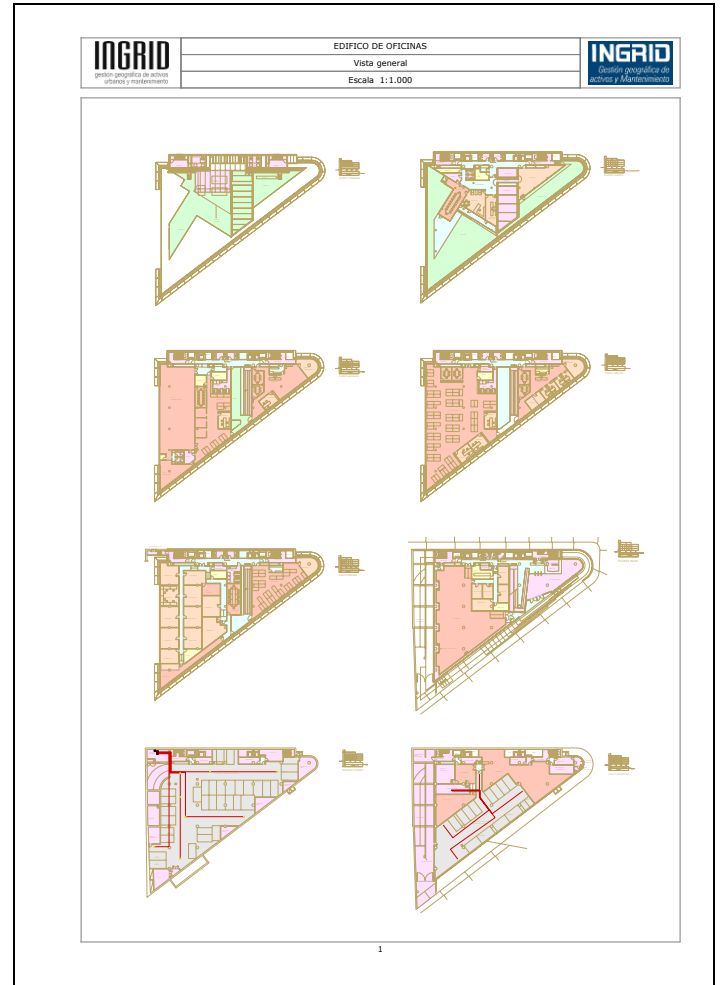 INGRID
gestión geográfica de activos
urbanos y mantenimiento
EDIFICO DE OFICINAS
Vista general
Escala 1:1.000
INGRID
Gestión geográfica de
activos y Mantenimiento
1